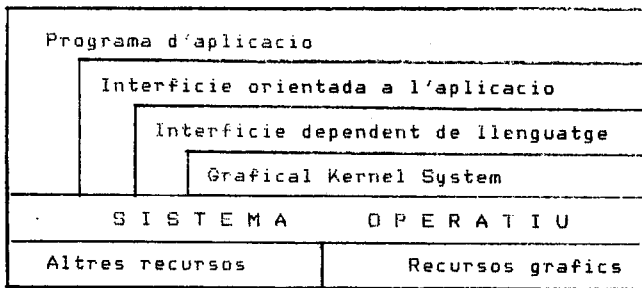 Programa d'aplicacio
Interficie orientada a l'aplicacio
Interficie dependent de llenguatge
Grafical Kernel System
SISTEMA OPERATIU
Altres recursos
Recursos grafics